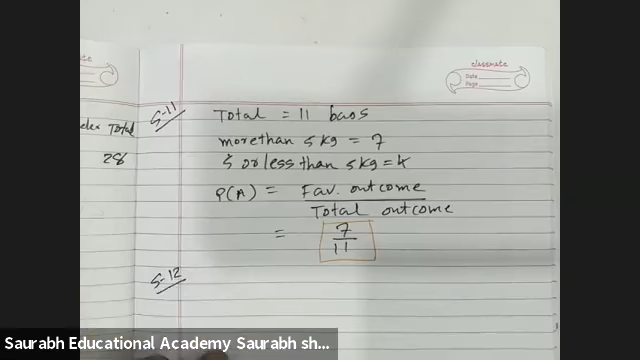 classmate
Date
Page
Total
28
S-11
Total = 11 baos
more than 5 kg = 7
5 or less than 5 kg = 4
P(A) = Fav. outcome
Total outcome
= 7
11
S-12
Saurabh Educational Academy Saurabh sh...